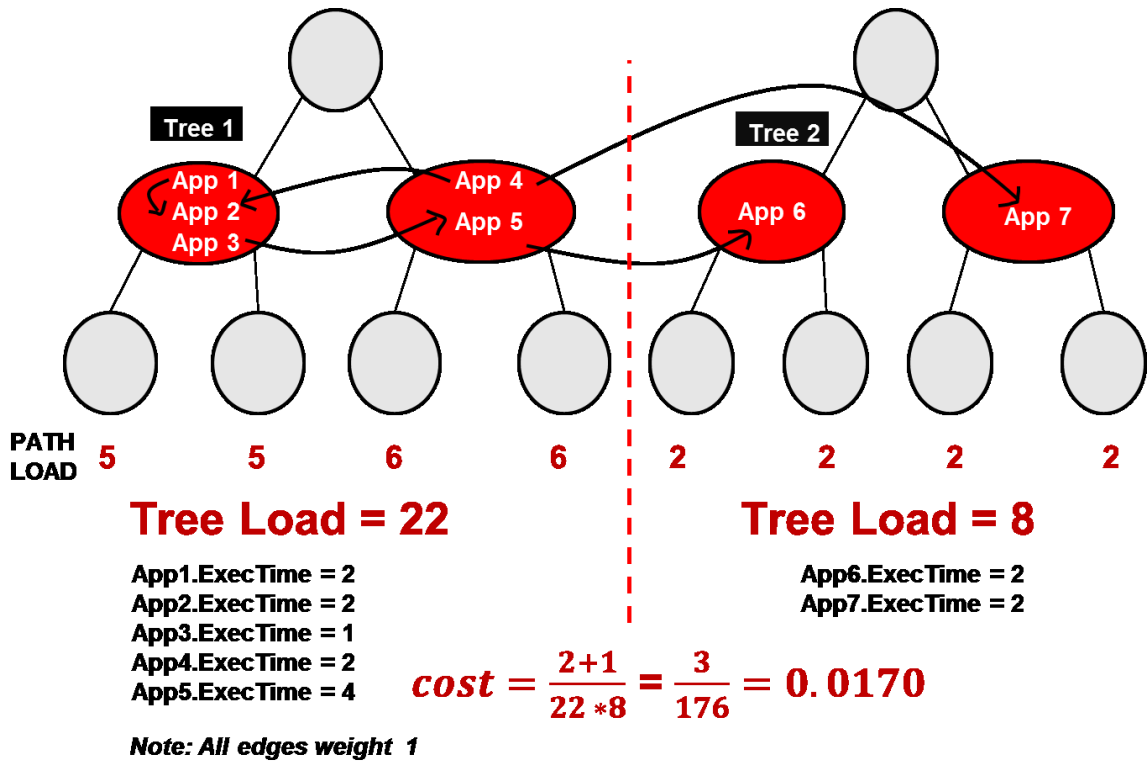 Tree 1
Tree 2
App 1
App 2
App 3
App 4
App 5
App 6
App 7
PATH
LOAD
5 5 6 6 2 2 2 2
Tree Load = 22
Tree Load = 8
App1.ExecTime = 2
App2.ExecTime = 2
App3.ExecTime = 1
App4.ExecTime = 2
App5.ExecTime = 4
App6.ExecTime = 2
App7.ExecTime = 2
cost = \frac{2+1}{22 *8} = \frac{3}{176} = 0.0170
Note: All edges weight 1